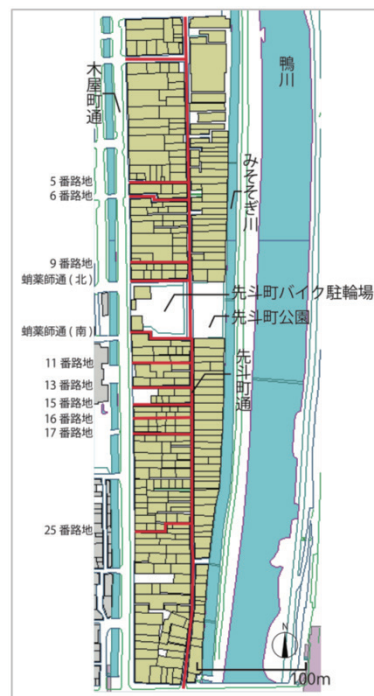 鴨川
木屋町通
みそそぎ川
5番路地
6番路地
9番路地
蛸薬師通(北)
先斗町バイク駐輪場
先斗町公園
蛸薬師通(南)
先斗町通
11番路地
13番路地
15番路地
16番路地
17番路地
25番路地
N
100m